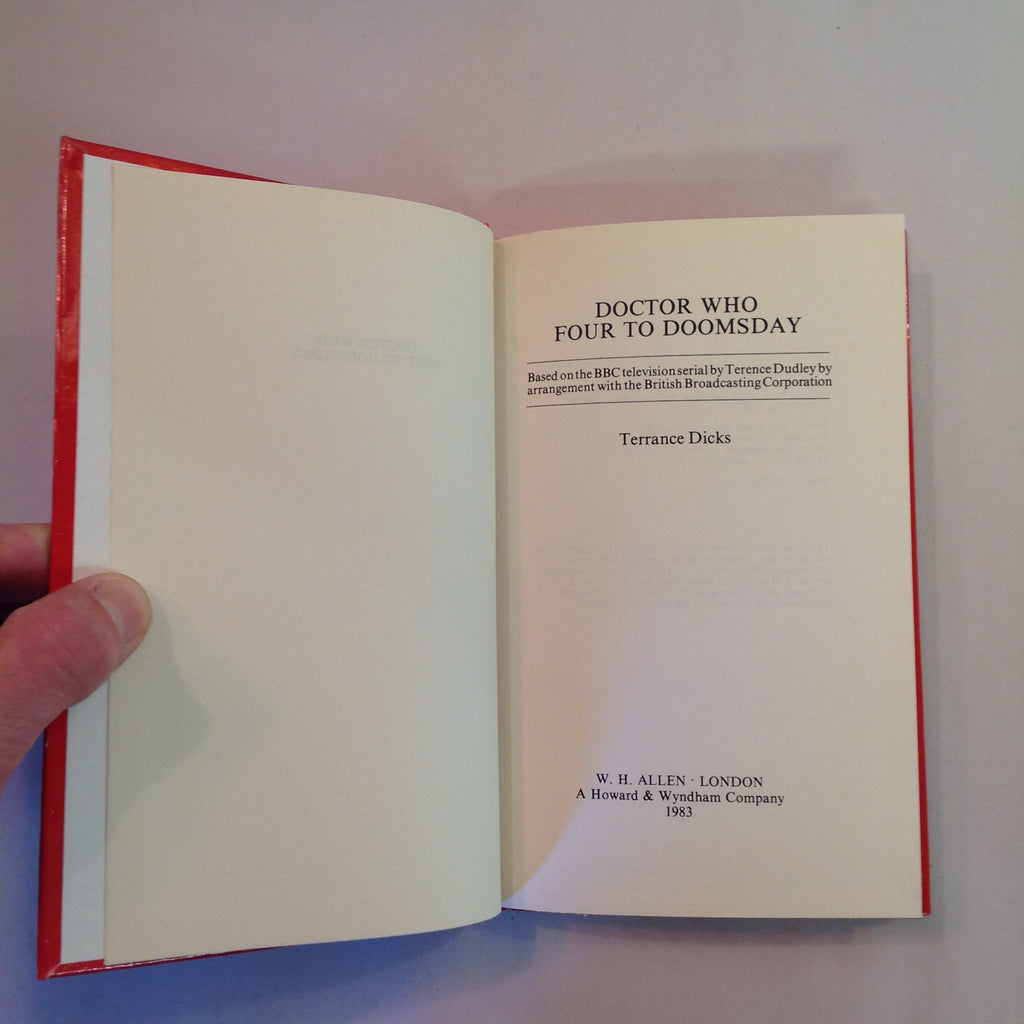 DOCTOR WHO
FOUR TO DOOMSDAY
Based on the BBC television serial by Terence Dudley by
arrangement with the British Broadcasting Corporation
Terrance Dicks
W. H. ALLEN · LONDON
A Howard & Wyndham Company
1983